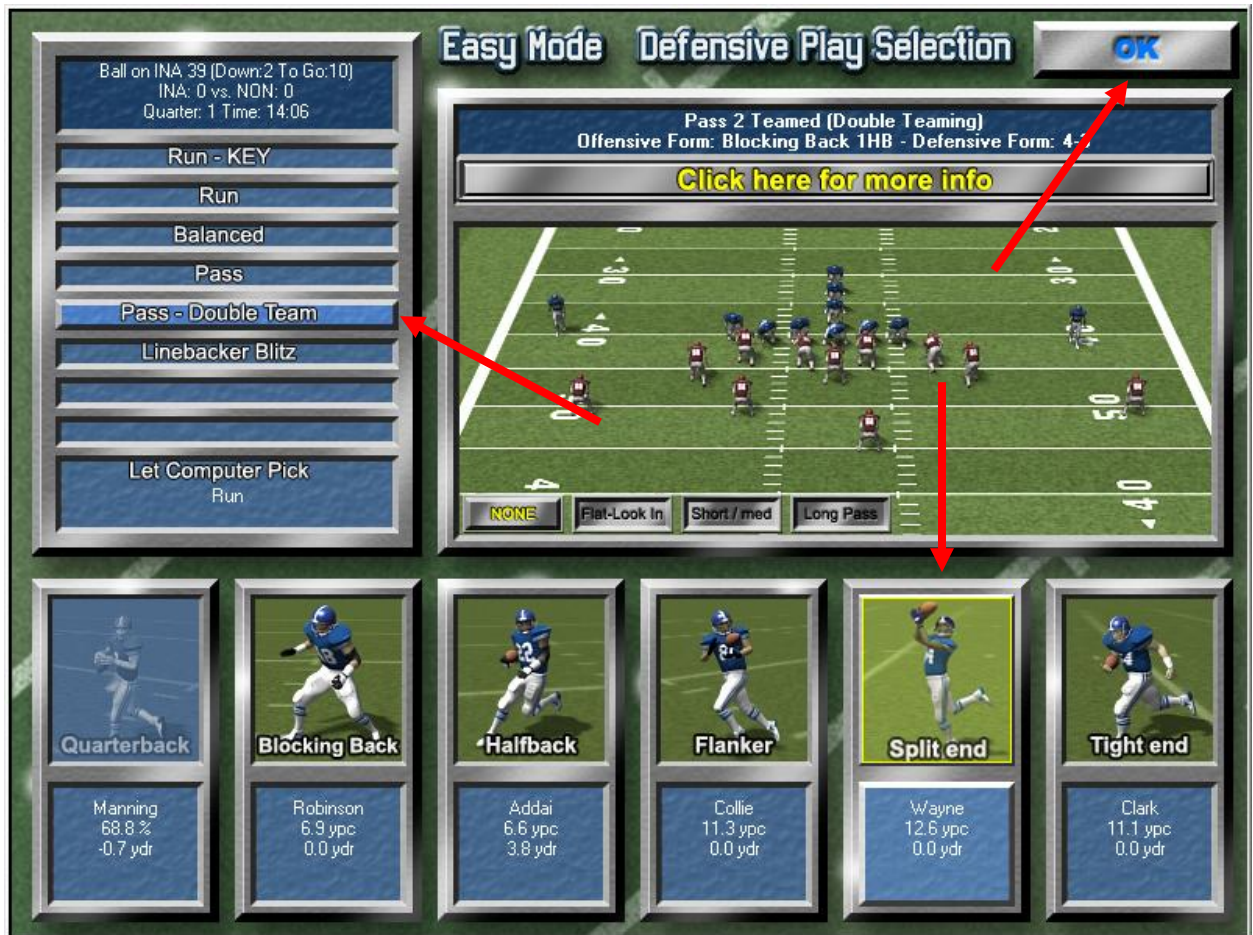 Easy Mode Defensive Play Selection
OK
Ball on INA 39 (Down:2 To Go:10)
INA: 0 vs. NON: 0
Quarter: 1 Time: 14:06
Run - KEY
Run
Balanced
Pass
Pass - Double Team
Linebacker Blitz
Let Computer Pick
Run
Pass 2 Teamed (Double Teaming)
Offensive Form: Blocking Back 1HB - Defensive Form:
Click here for more info
NONE
Flat-Look In
Short / med
Long Pass
Quarterback
Manning
68.8 %
-0.7 ydr
Blocking Back
Robinson
6.9 ypc
0.0 ydr
Halfback
Addai
6.6 ypc
3.8 ydr
Flanker
Collie
11.3 ypc
0.0 ydr
Split end
Wayne
12.6 ypc
0.0 ydr
Tight end
Clark
11.1 ypc
0.0 ydr